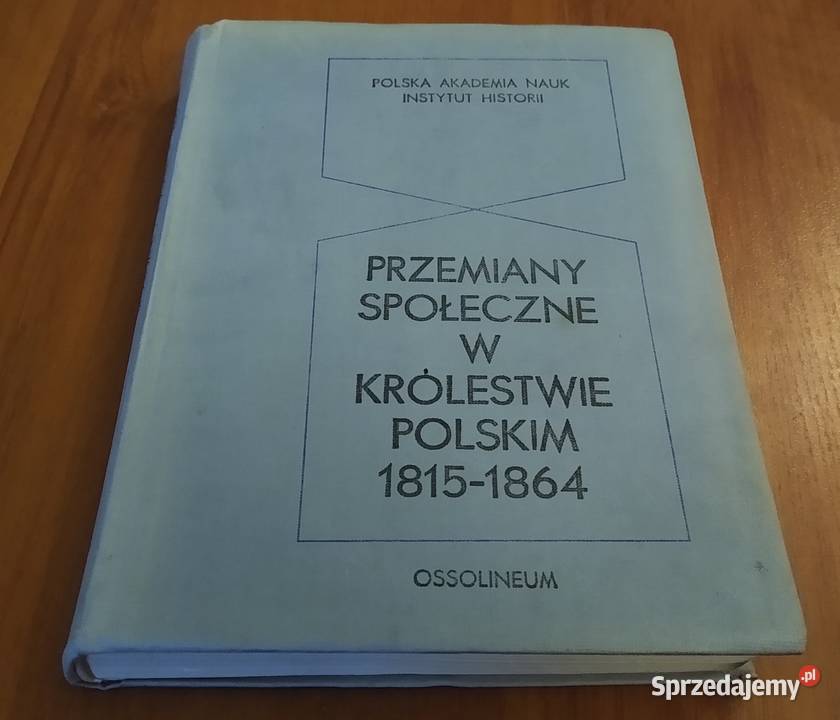 POLSKA AKADEMIA NAUK
INSTYTUT HISTORII
PRZEMIANY
SPOŁECZNE
W
KRÓLESTWIE
POLSKIM
1815-1864
OSSOLINEUM
Sprzedajemy.pl